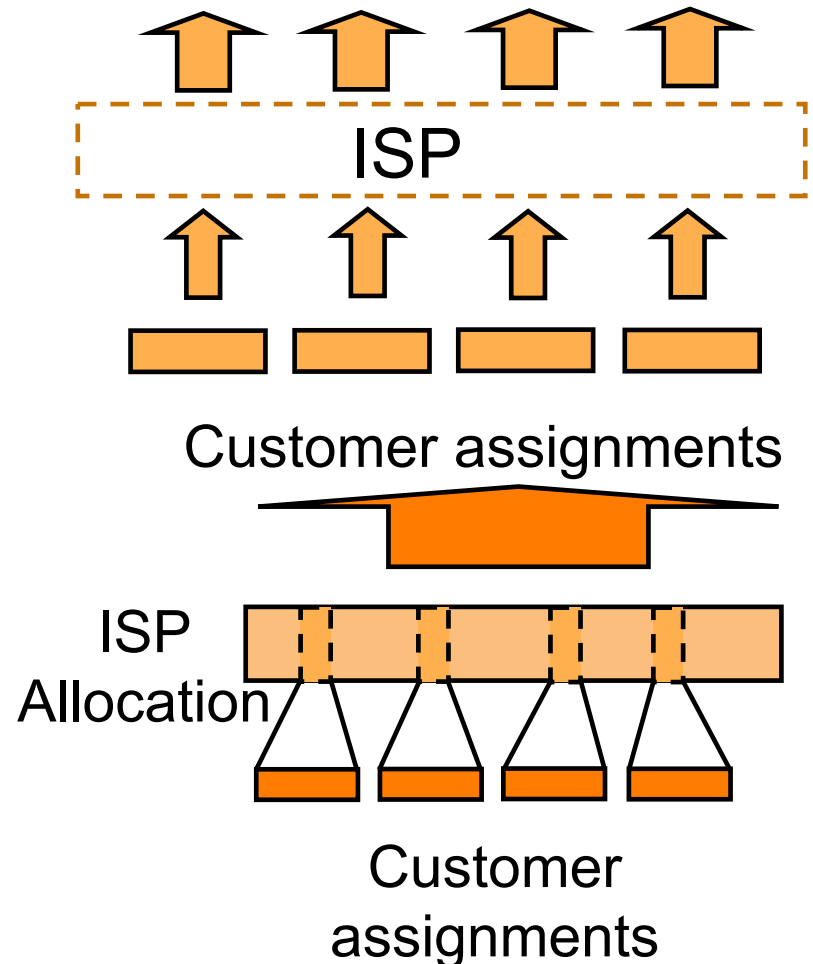 ISP
Customer assignments
ISP
Allocation
Customer
assignments